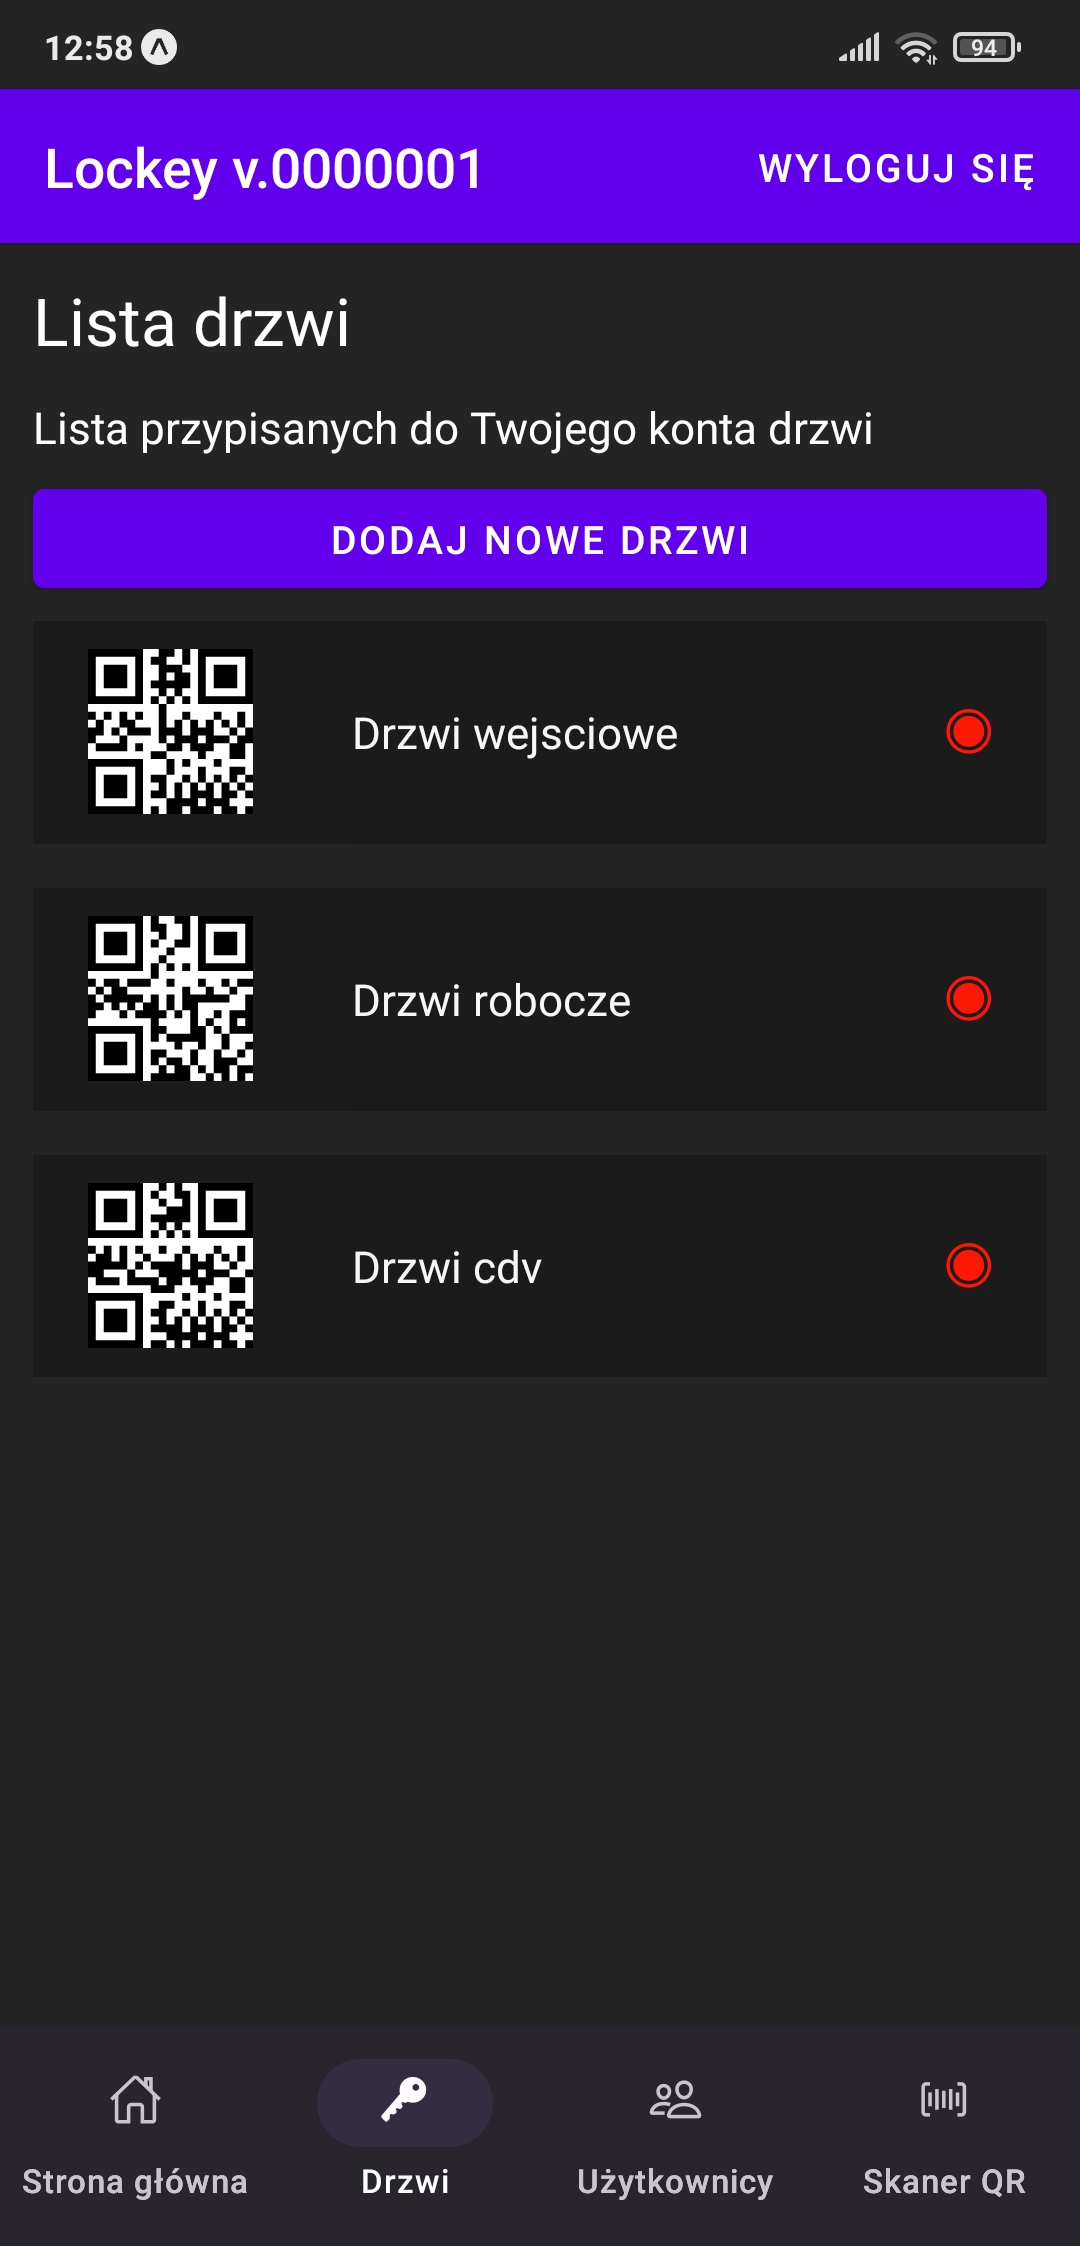 12:58
94
Lockey v.0000001
WYLOGUJ SIĘ
Lista drzwi
Lista przypisanych do Twojego konta drzwi
DODAJ NOWE DRZWI
Drzwi wejsciowe
Drzwi robocze
Drzwi cdv
Strona główna
Drzwi
Użytkownicy
Skaner QR